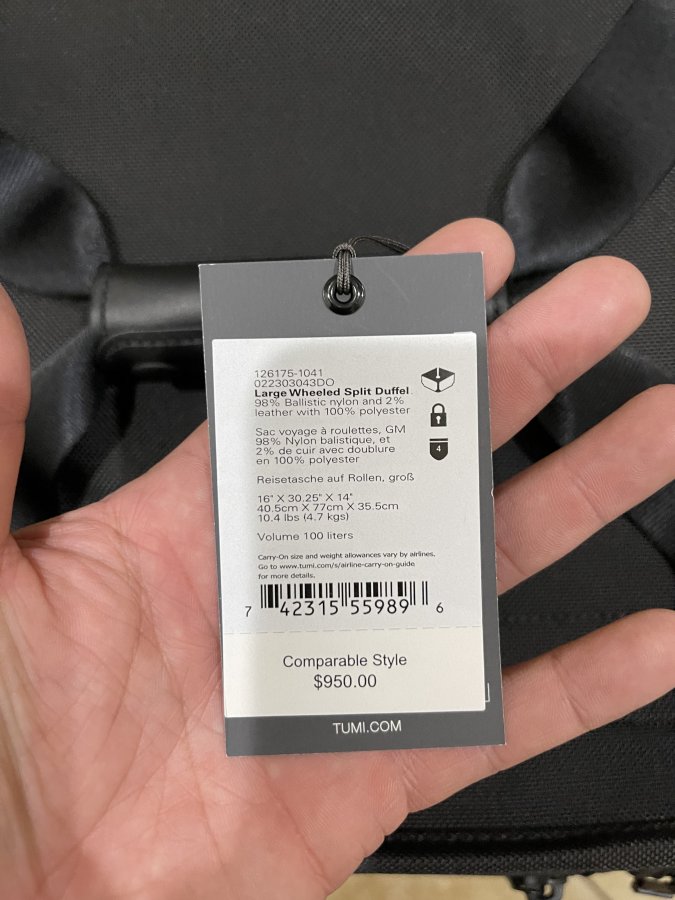 126175-1041
022303043DO
Large Wheeled Split Duffel
98% Ballistic nylon and 2%
leather with 100% polyester
Sac voyage à roulettes, GM
98% Nylon balistique, et
2% de cuir avec doublure
en 100% polyester
Reisetasche auf Rollen, groß
16" X 30.25" X 14"
40.5cm X 77cm X 35.5cm
10.4 lbs (4.7 kgs)
Volume 100 liters
Carry-On size and weight allowances vary by airlines.
Go to www.tumi.com/s/airline-carry-on-guide
for more details.
7 42315 55989 6
Comparable Style
$950.00
TUMI.COM
4